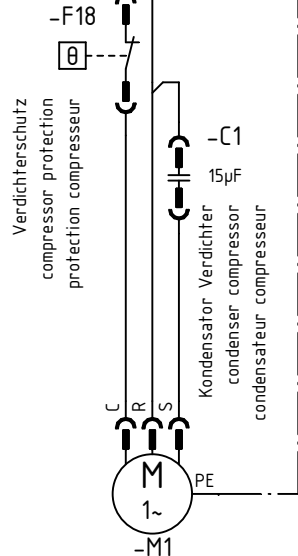 -F18
θ
Verdichterschutz
compressor protection
protection compresseur
-C1
15µF
Kondensator Verdichter
condenser compressor
condensateur compresseur
C
R
S
M
1~
PE
-M1